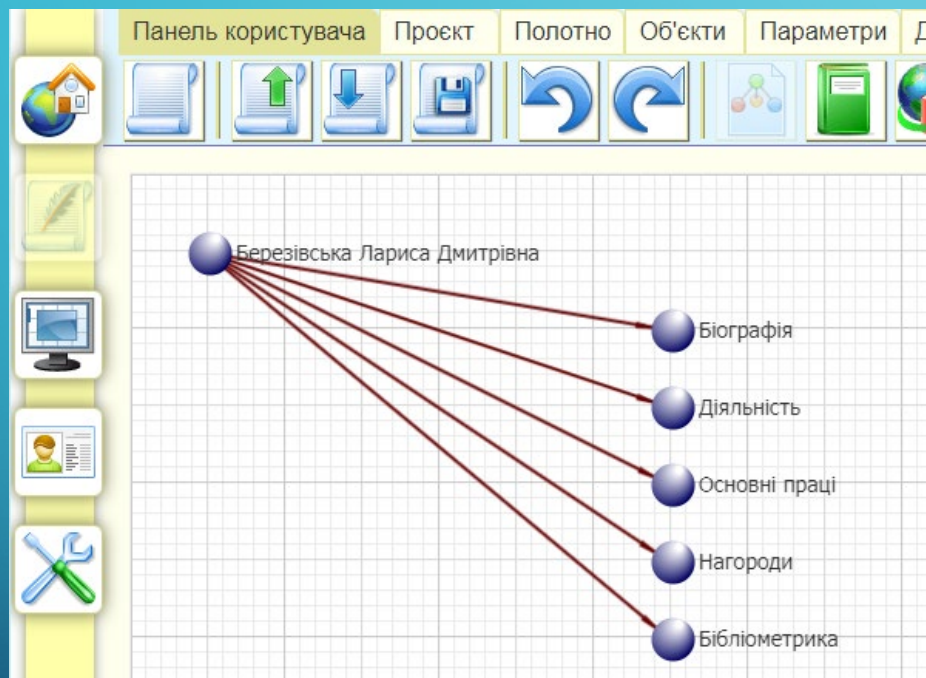 Панель користувача Проєкт Полотно Об'єкти Параметри
Березівська Лариса Дмитрівна
Біографія
Діяльність
Основні праці
Нагороди
Бібліометрика